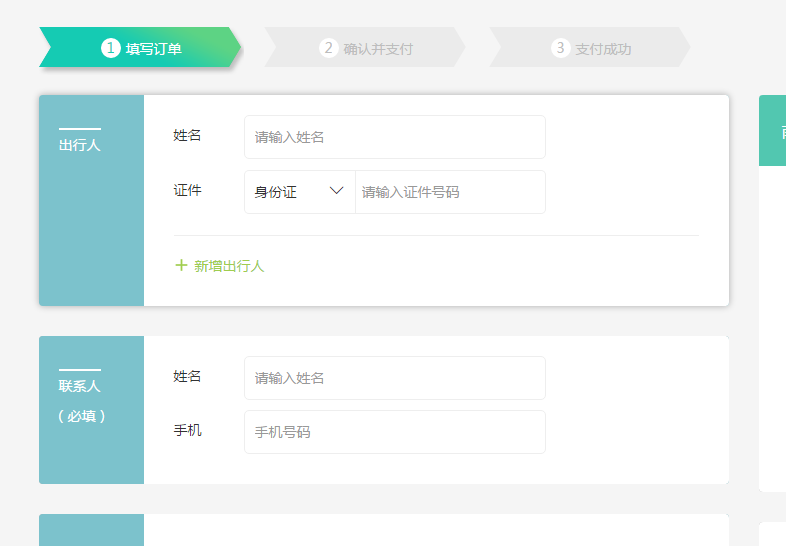 1 填写订单
2 确认并支付
3 支付成功
出行人
姓名 请输入姓名
证件 身份证 请输入证件号码
+ 新增出行人
联系人
( 必填 )
姓名 请输入姓名
手机 手机号码